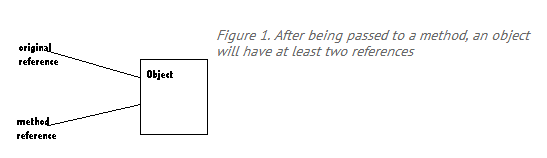 original
reference
Object
method
reference
Figure 1. After being passed to a method, an object
will have at least two references